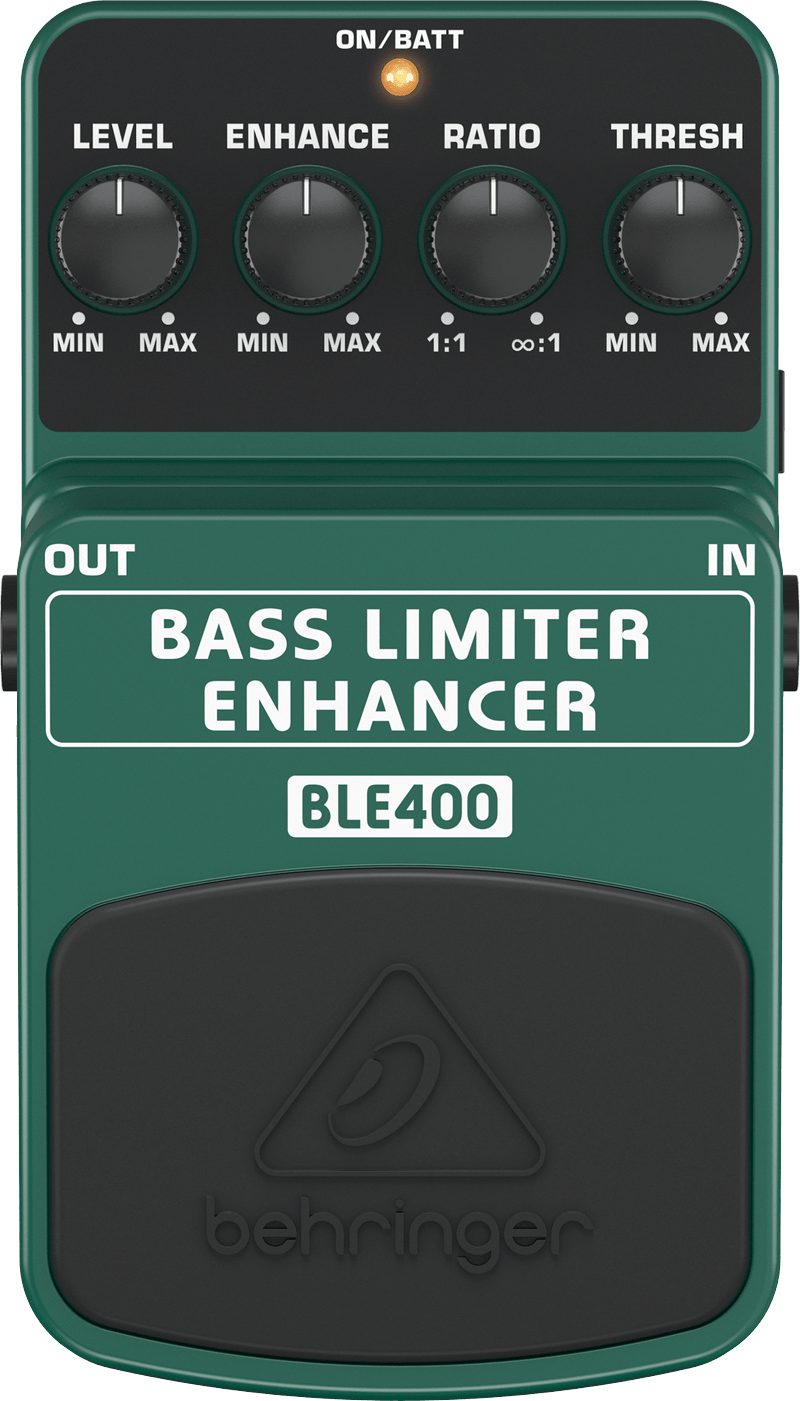 ON/BATT
LEVEL ENHANCE RATIO THRESH
MIN MAX MIN MAX 1:1 ∞:1 MIN MAX
OUT IN
BASS LIMITER
ENHANCER
BLE400
behringer